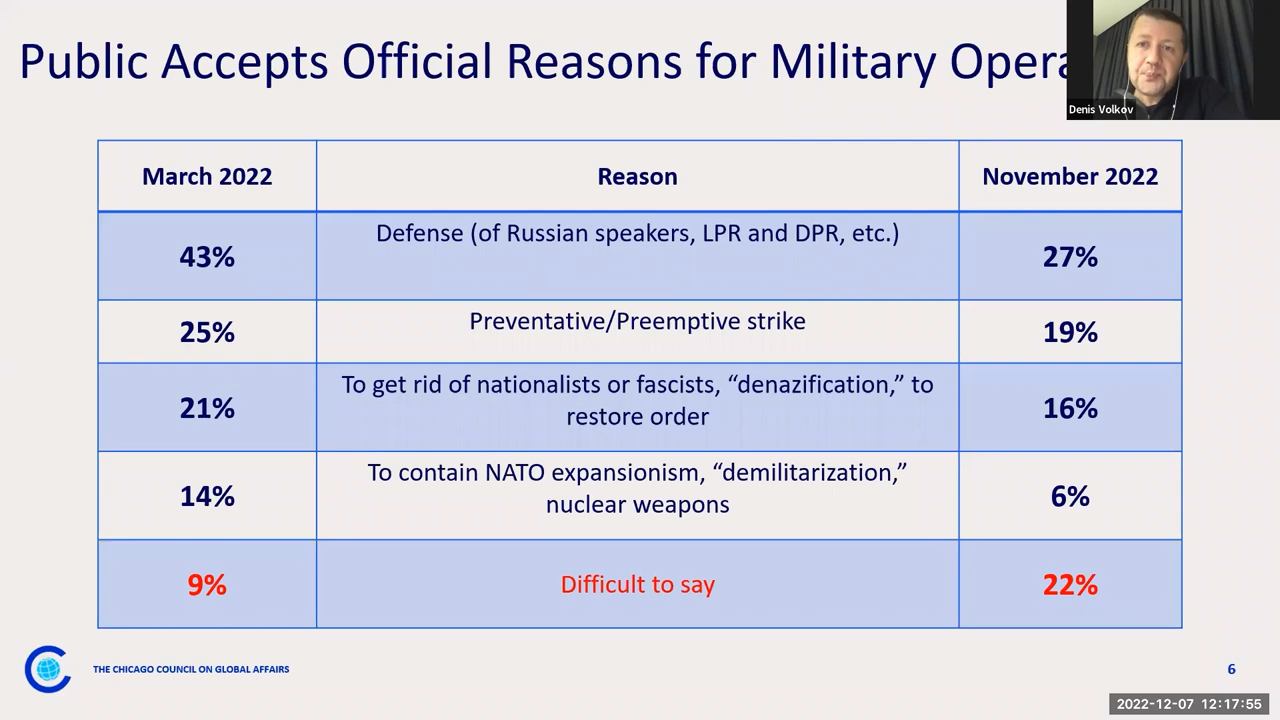 Public Accepts Official Reasons for Military Opera
Denis Volkov
March 2022 Reason November 2022
43% Defense (of Russian speakers, LPR and DPR, etc.) 27%
25% Preventative/Preemptive strike 19%
21% To get rid of nationalists or fascists, “denazification,” to
restore order 16%
14% To contain NATO expansionism, “demilitarization,”
nuclear weapons 6%
9% Difficult to say 22%
THE CHICAGO COUNCIL ON GLOBAL AFFAIRS
6
2022-12-07 12:17:55